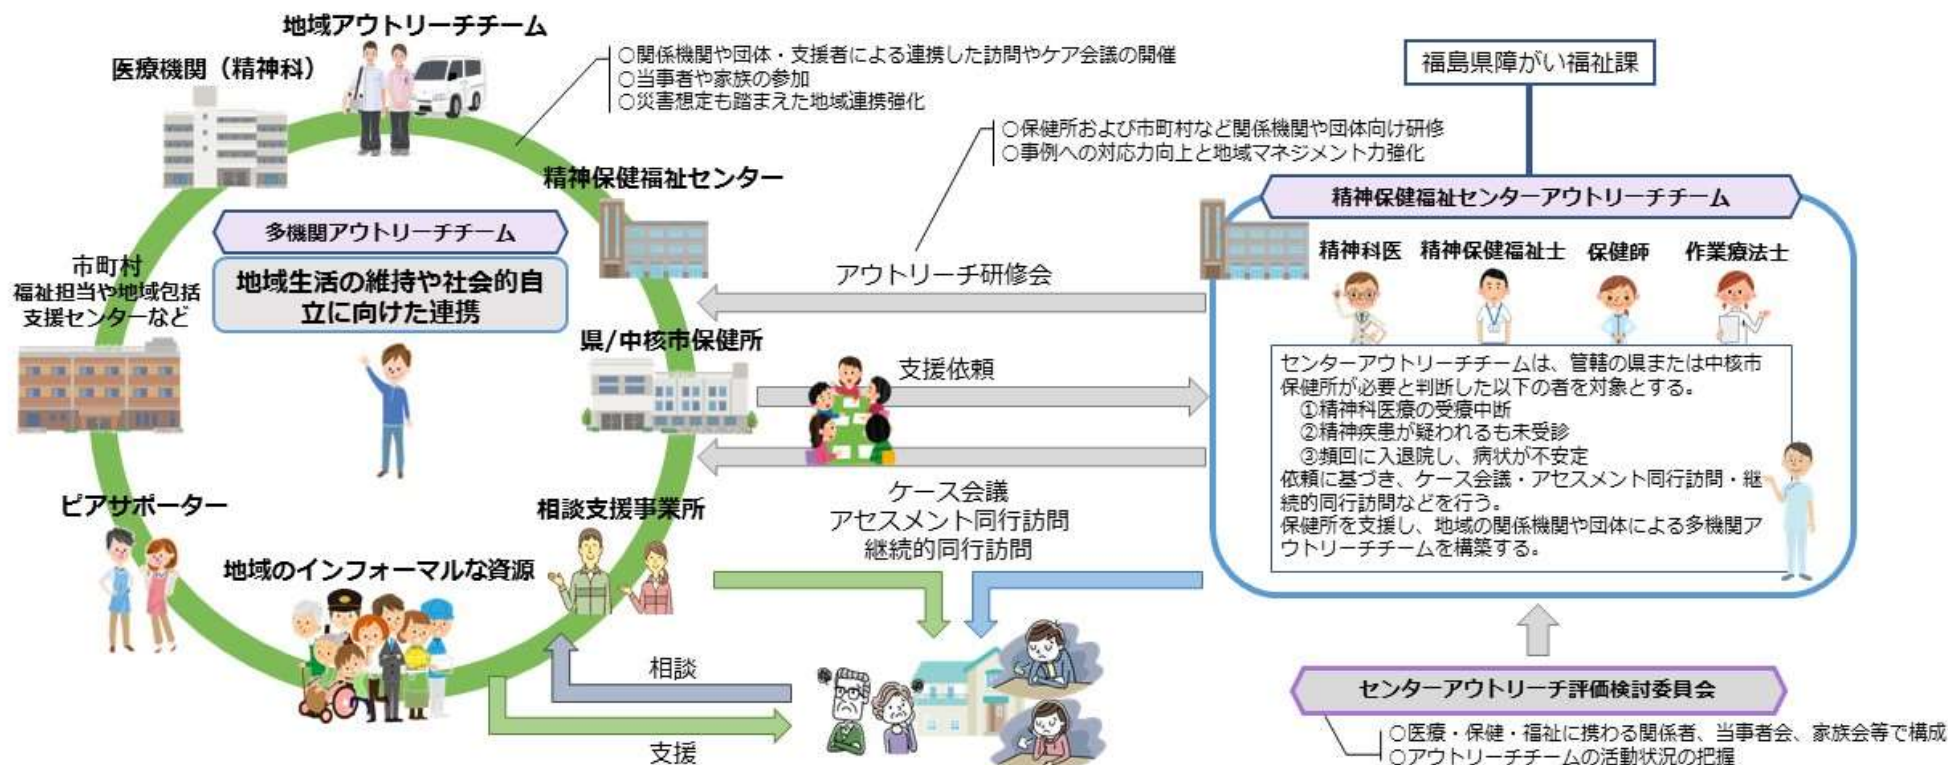 地域アウトリーチチーム
医療機関（精神科）
○関係機関や団体・支援者による連携した訪問やケア会議の開催
○当事者や家族の参加
○災害想定も踏まえた地域連携強化
福島県障がい福祉課
○保健所および市町村など関係機関や団体向け研修
○事例への対応力向上と地域マネジメント力強化
精神保健福祉センター
多機関アウトリーチチーム
地域生活の維持や社会的自
立に向けた連携
市町村
福祉担当や地域包括
支援センターなど
県/中核市保健所
ピアサポーター
相談支援事業所
地域のインフォーマルな資源
アウトリーチ研修会
支援依頼
ケース会議
アセスメント同行訪問
継続的同行訪問
相談
支援
精神保健福祉センターアウトリーチチーム
精神科医 精神保健福祉士 保健師 作業療法士
センターアウトリーチチームは、管轄の県または中核市
保健所が必要と判断した以下の者を対象とする。
①精神科医療の受療中断
②精神疾患が疑われるも未受診
③頻回に入退院し、病状が不安定
依頼に基づき、ケース会議・アセスメント同行訪問・継
続的同行訪問などを行う。
保健所を支援し、地域の関係機関や団体による多機関ア
ウトリーチチームを構築する。
センターアウトリーチ評価検討委員会
○医療・保健・福祉に携わる関係者、当事者会、家族会等で構成
○アウトリーチチームの活動状況の把握